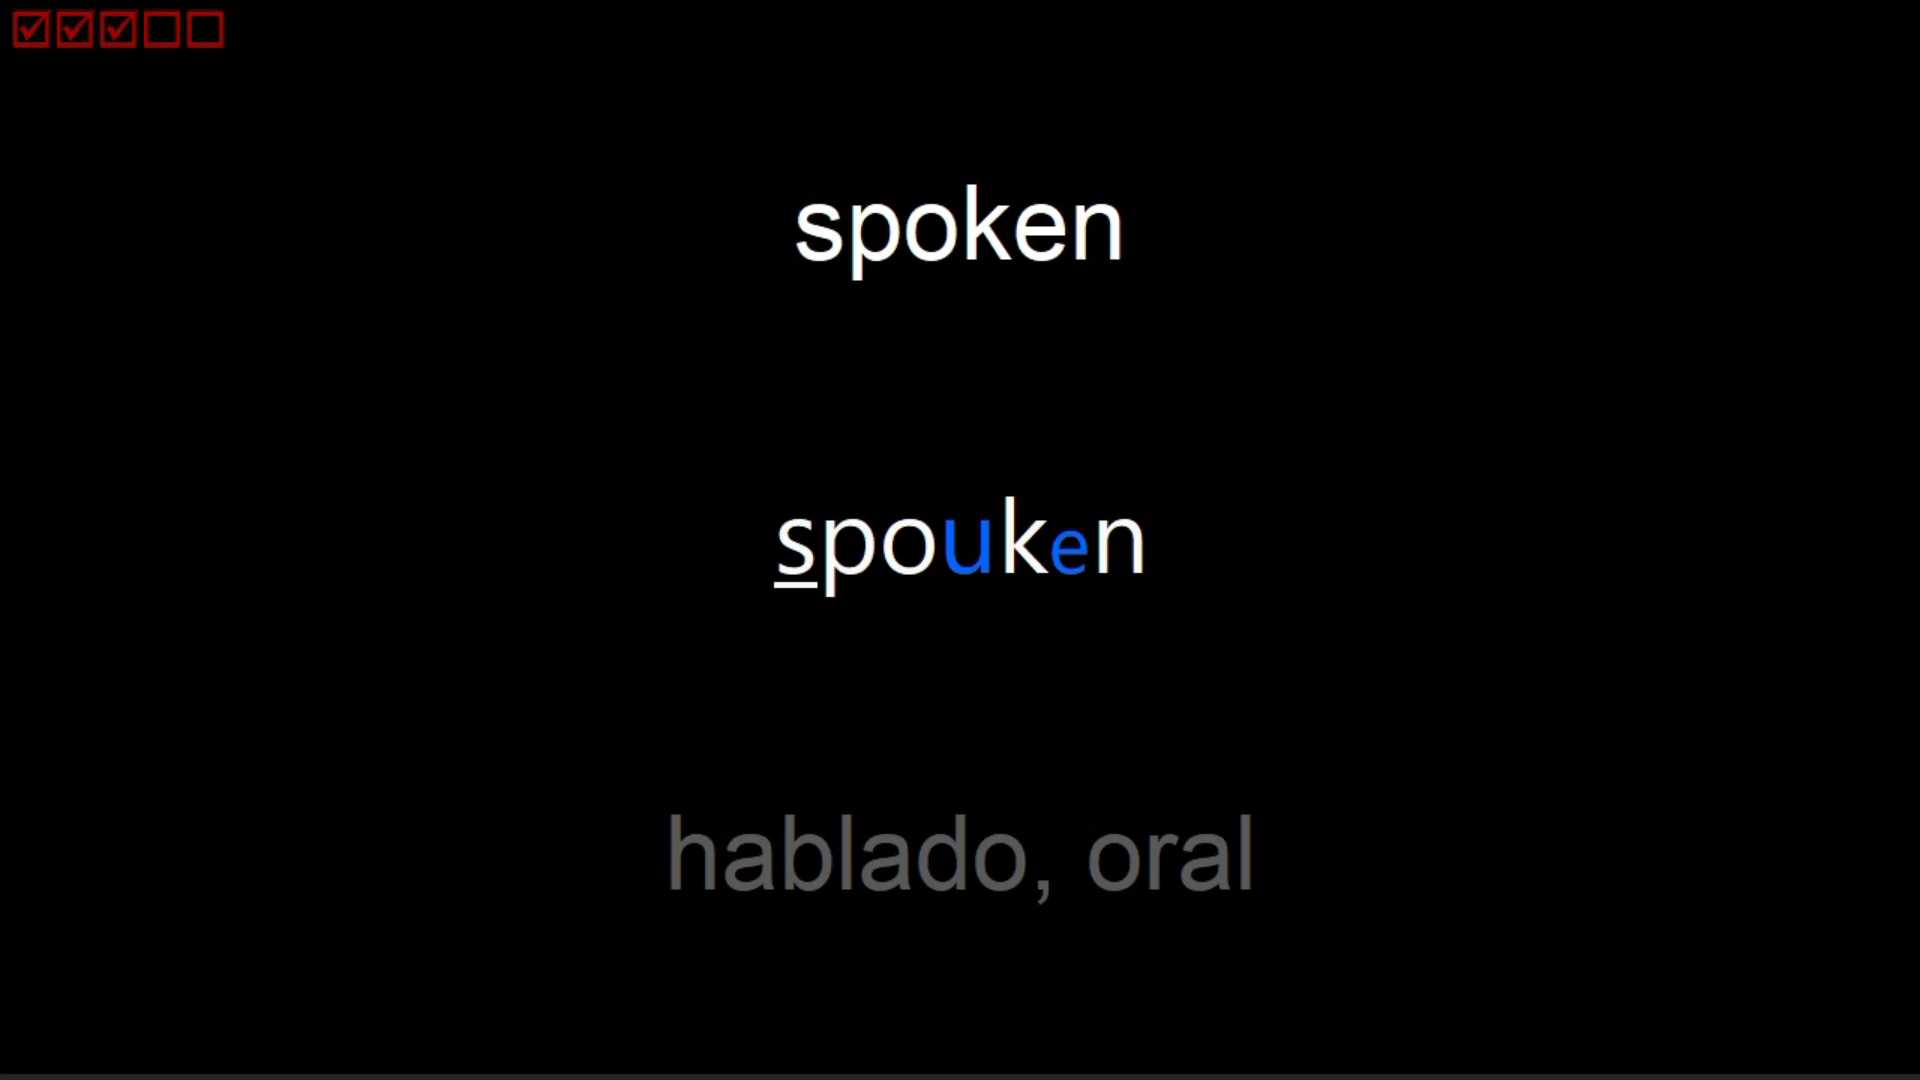 ☑☑☑☐☐
spoken
spouken
hablado, oral